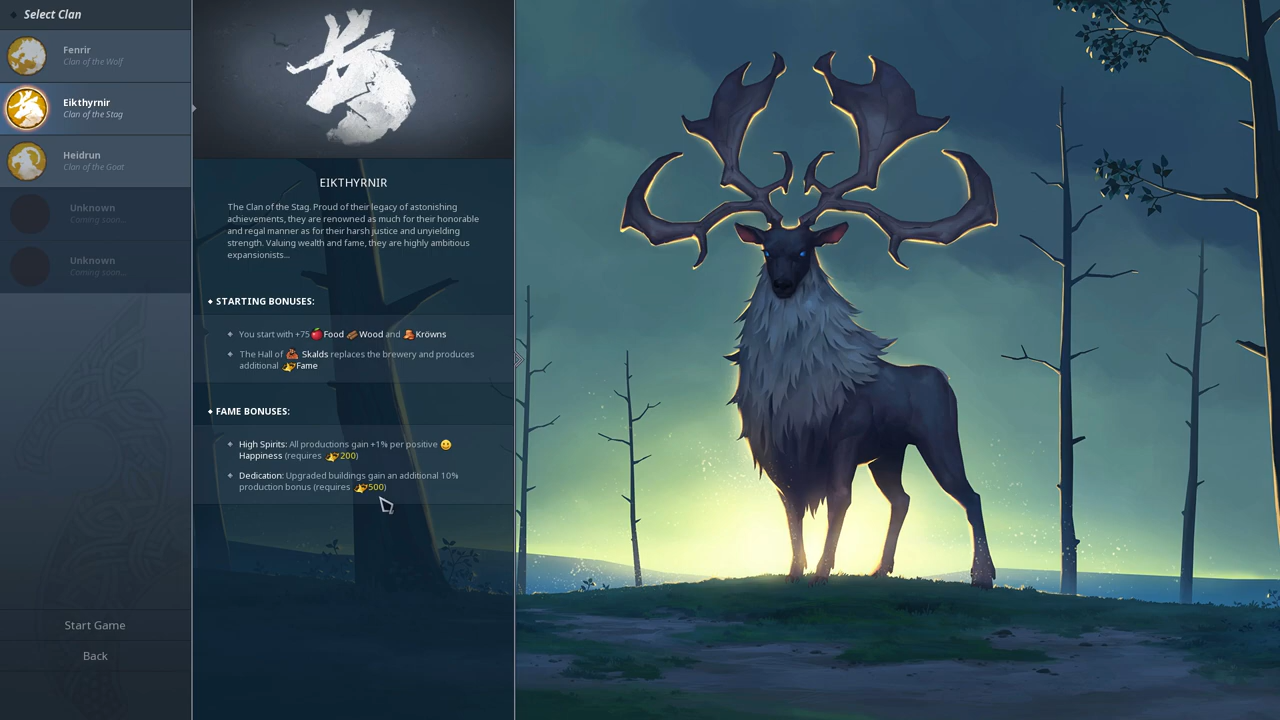 Select Clan
Fenrir
Clan of the Wolf
Eikthyrnir
Clan of the Stag
Heidrun
Clan of the Goat
Unknown
Coming soon...
Unknown
Coming soon...
Start Game
Back
EIKTHYRNIR
The Clan of the Stag. Proud of their legacy of astonishing
achievements, they are renowned as much for their honorable
and regal manner as for their harsh justice and unyielding
strength. Valuing wealth and fame, they are highly ambitious
expansionists...
STARTING BONUSES:
You start with +75 Food Wood and Kröwns
The Hall of Skalds replaces the brewery and produces
additional Fame
FAME BONUSES:
High Spirits: All productions gain +1% per positive
Happiness (requires 200)
Dedication: Upgraded buildings gain an additional 10%
production bonus (requires 500)